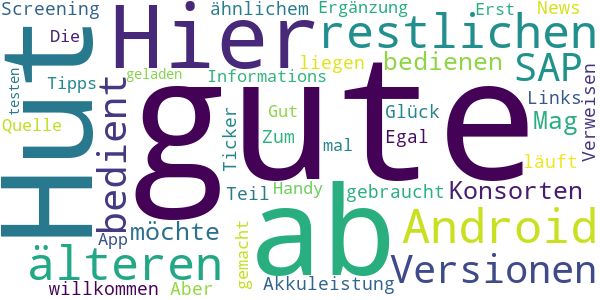 Screening
Hier
ähnlichem
Ergänzung
Erst
News
Die
restlichen
Hut
testen
Tipps
geladen
Informations
liegen
bedienen
SAP
Links
Verweisen
Quelle
bedient
gute
Ticker
Gut
Zum
mal
Glück
Egal
Mag
läuft
Teil
Handy
gebraucht
Konsorten
App
möchte
ab
Android
älteren
gemacht
Akkuleistung
Versionen
willkommen
Aber